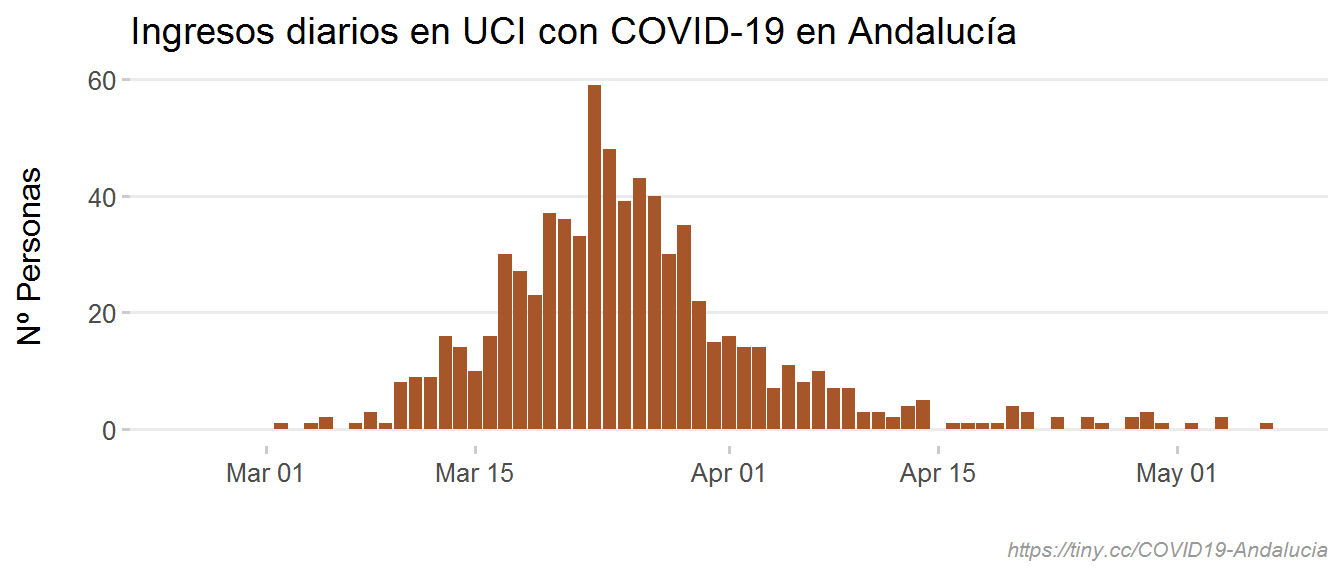 Ingresos diarios en UCI con COVID-19 en Andalucía
Nº Personas
60
40
20
0
Mar 01 Mar 15 Apr 01 Apr 15 May 01
https://tiny.cc/COVID19-Andalucia